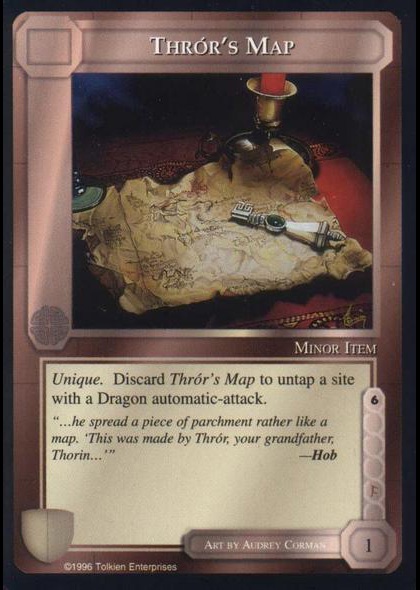 THRÓR'S MAP
MINOR ITEM
Unique. Discard Thrór's Map to untap a site
with a Dragon automatic-attack.
“…he spread a piece of parchment rather like a
map. ‘This was made by Thrór, your grandfather,
Thorin…’” —Hob
6
F
ART BY AUDREY CORMAN
1
©1996 Tolkien Enterprises